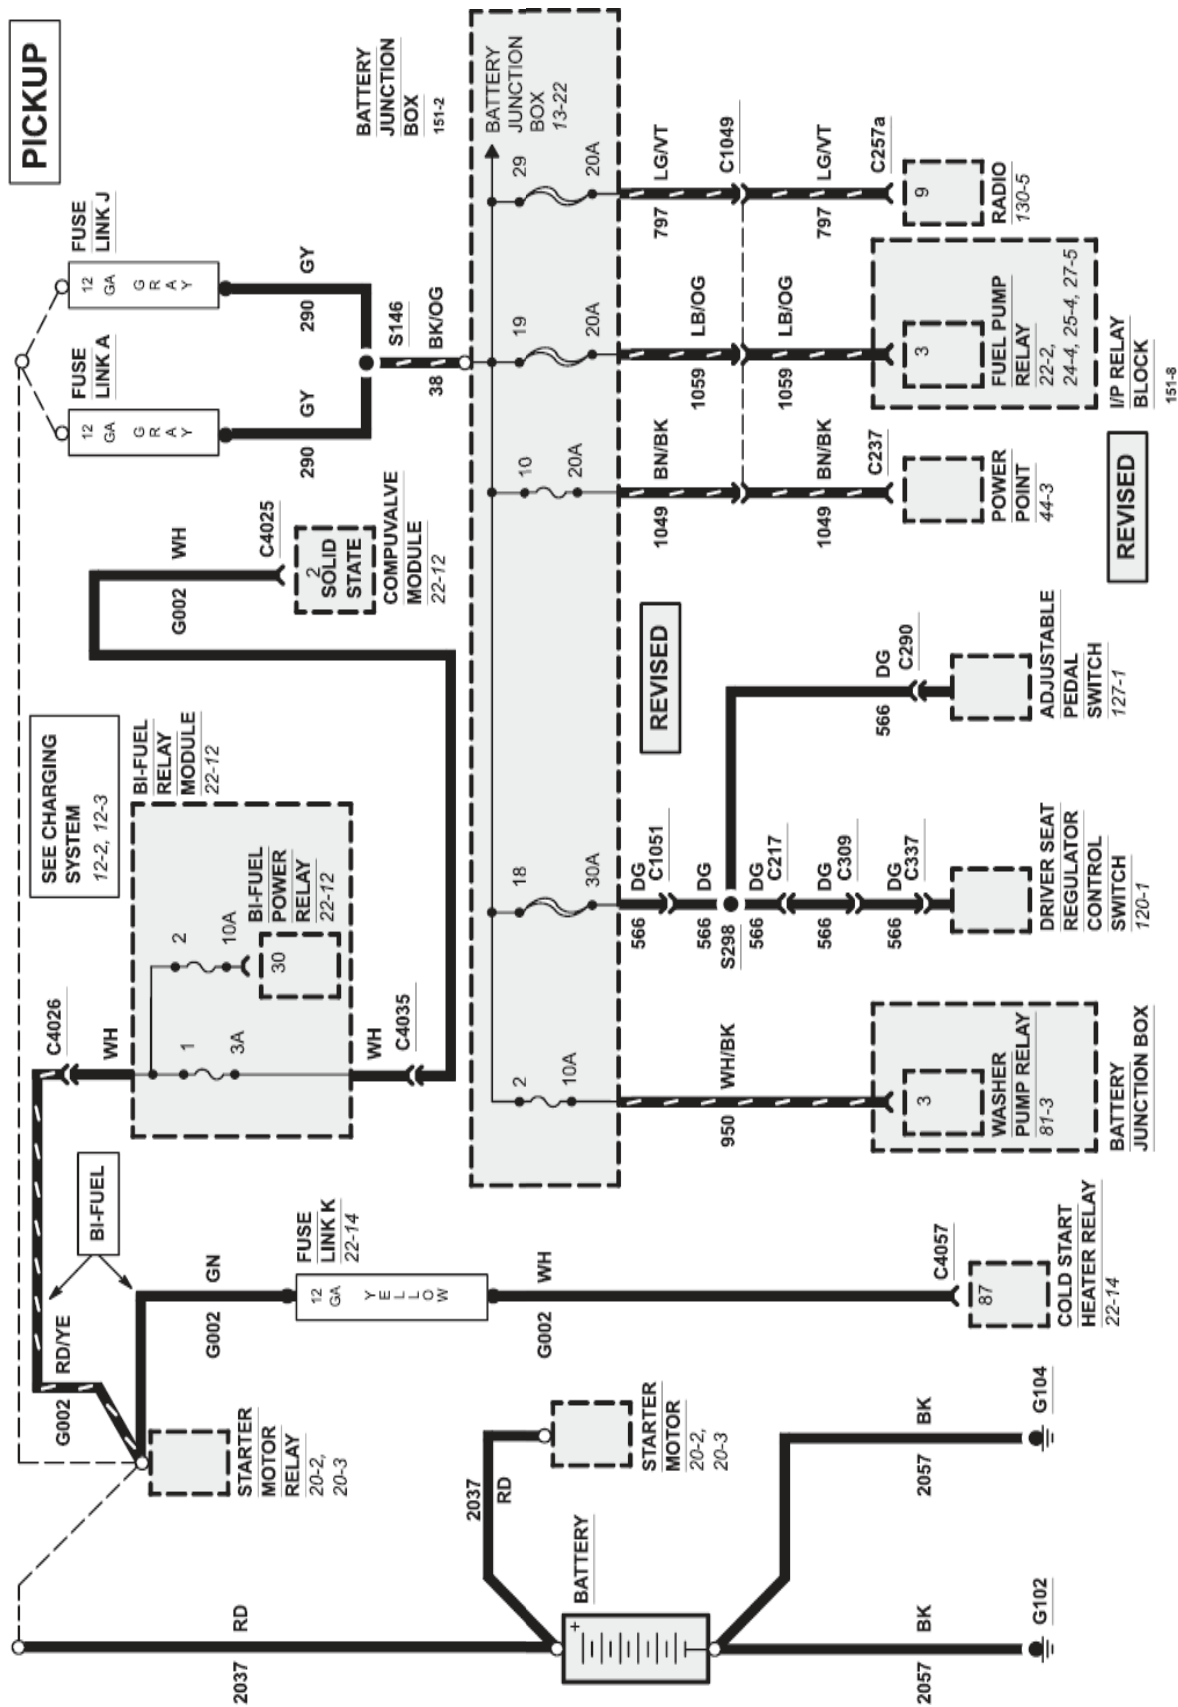 PICKUP
2037
RD
2037
RD
BATTERY
+
STARTER
MOTOR
20-2,
20-3
2057
BK
G102
2057
BK
G104
STARTER
MOTOR
RELAY
20-2,
20-3
G002
RD/YE
BI-FUEL
G002
GN
12
GA
YELLOW
FUSE
LINK K
22-14
G002
WH
C4057
87
COLD START
HEATER RELAY
22-14
C4026
WH
SEE CHARGING
SYSTEM
12-2, 12-3
BI-FUEL
RELAY
MODULE
22-12
1
3A
2
10A
30
BI-FUEL
POWER
RELAY
22-12
WH
C4035
G002
WH
C4025
2
SOLID
STATE
COMPUVALVE
MODULE
22-12
FUSE
LINK A
12
GA
GRAY
290
GY
FUSE
LINK J
12
GA
GRAY
290
GY
S146
38
BK/OG
BATTERY
JUNCTION
BOX
151-2
BATTERY
JUNCTION
BOX
13-22
2
10A
18
30A
10
20A
19
20A
29
20A
950
WH/BK
3
WASHER
PUMP RELAY
81-3
BATTERY
JUNCTION BOX
566
DG
C1051
566
DG
S298
566
DG
C217
566
DG
C309
566
DG
C337
DRIVER SEAT
REGULATOR
CONTROL
SWITCH
120-1
REVISED
566
DG
C290
ADJUSTABLE
PEDAL
SWITCH
127-1
1049
BN/BK
1049
BN/BK
C237
POWER
POINT
44-3
REVISED
1059
LB/OG
1059
LB/OG
3
FUEL PUMP
RELAY
22-2,
24-4, 25-4, 27-5
I/P RELAY
BLOCK
151-8
797
LG/VT
C1049
797
LG/VT
C257a
9
RADIO
130-5